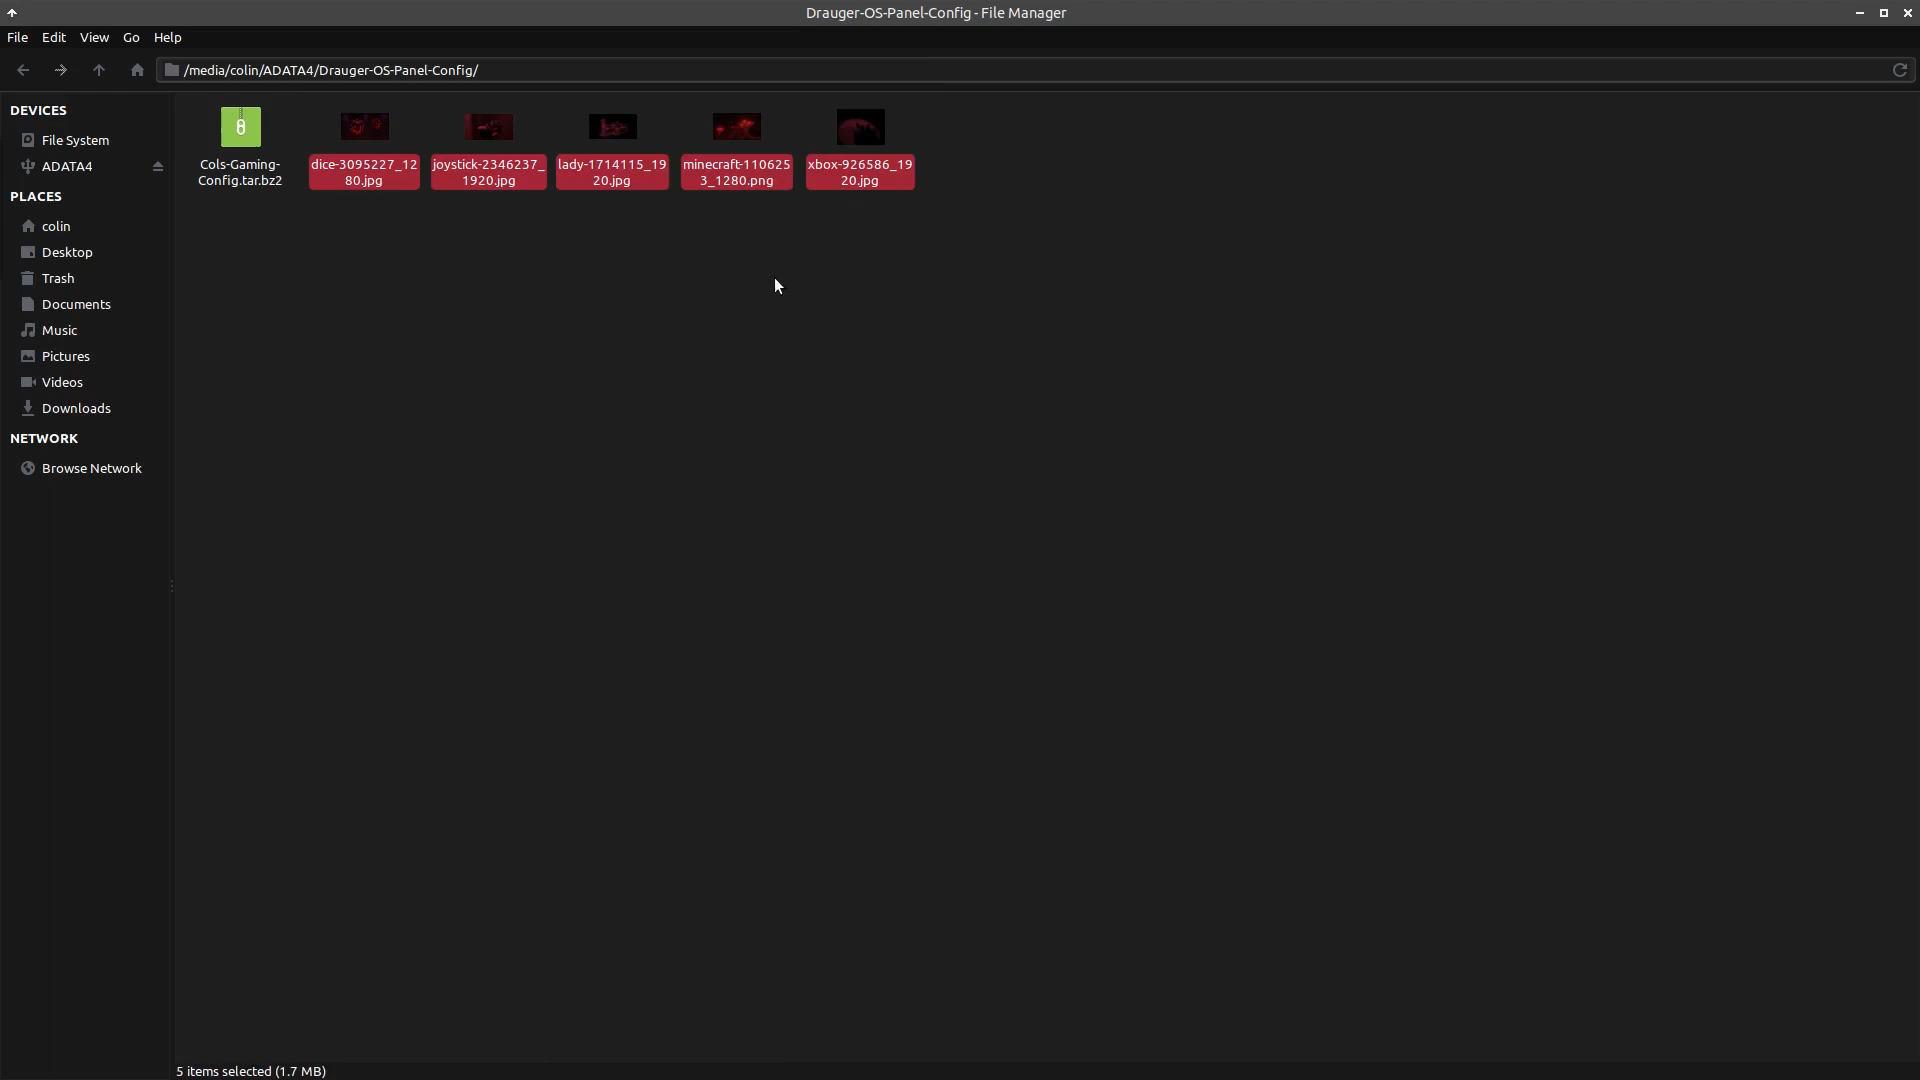 Drauger-OS-Panel-Config - File Manager
File Edit View Go Help
/media/colin/ADATA4/Drauger-OS-Panel-Config/
DEVICES
File System
ADATA4
PLACES
colin
Desktop
Trash
Documents
Music
Pictures
Videos
Downloads
NETWORK
Browse Network
Cols-Gaming-
Config.tar.bz2
dice-3095227_12
80.jpg
joystick-2346237_
1920.jpg
lady-1714115_19
20.jpg
minecraft-110625
3_1280.png
xbox-926586_19
20.jpg
5 items selected (1.7 MB)